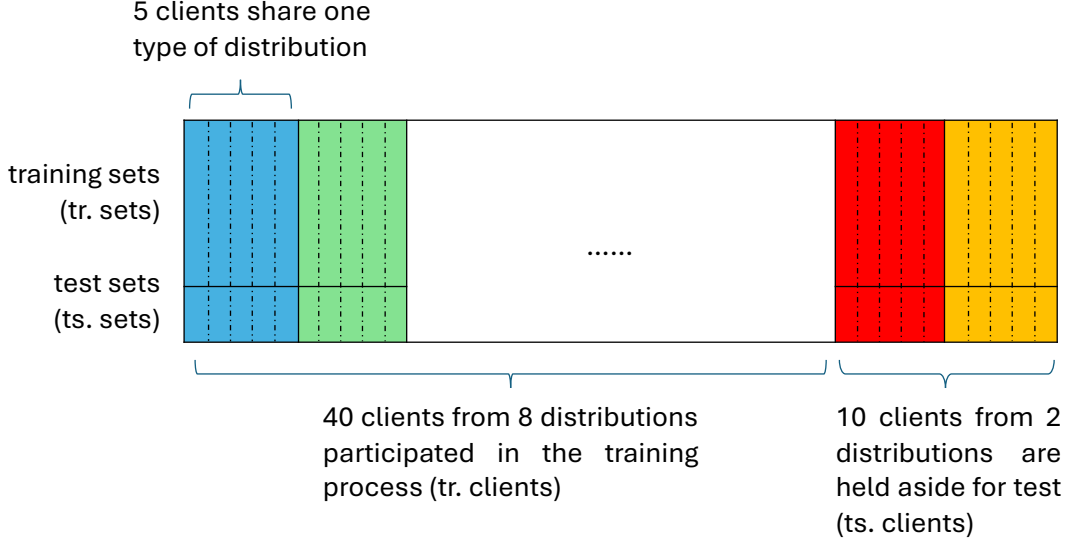 5 clients share one
type of distribution
training sets
(tr. sets)
......
test sets
(ts. sets)
40 clients from 8 distributions
participated in the training
process (tr. clients)
10 clients from 2
distributions are
held aside for test
(ts. clients)